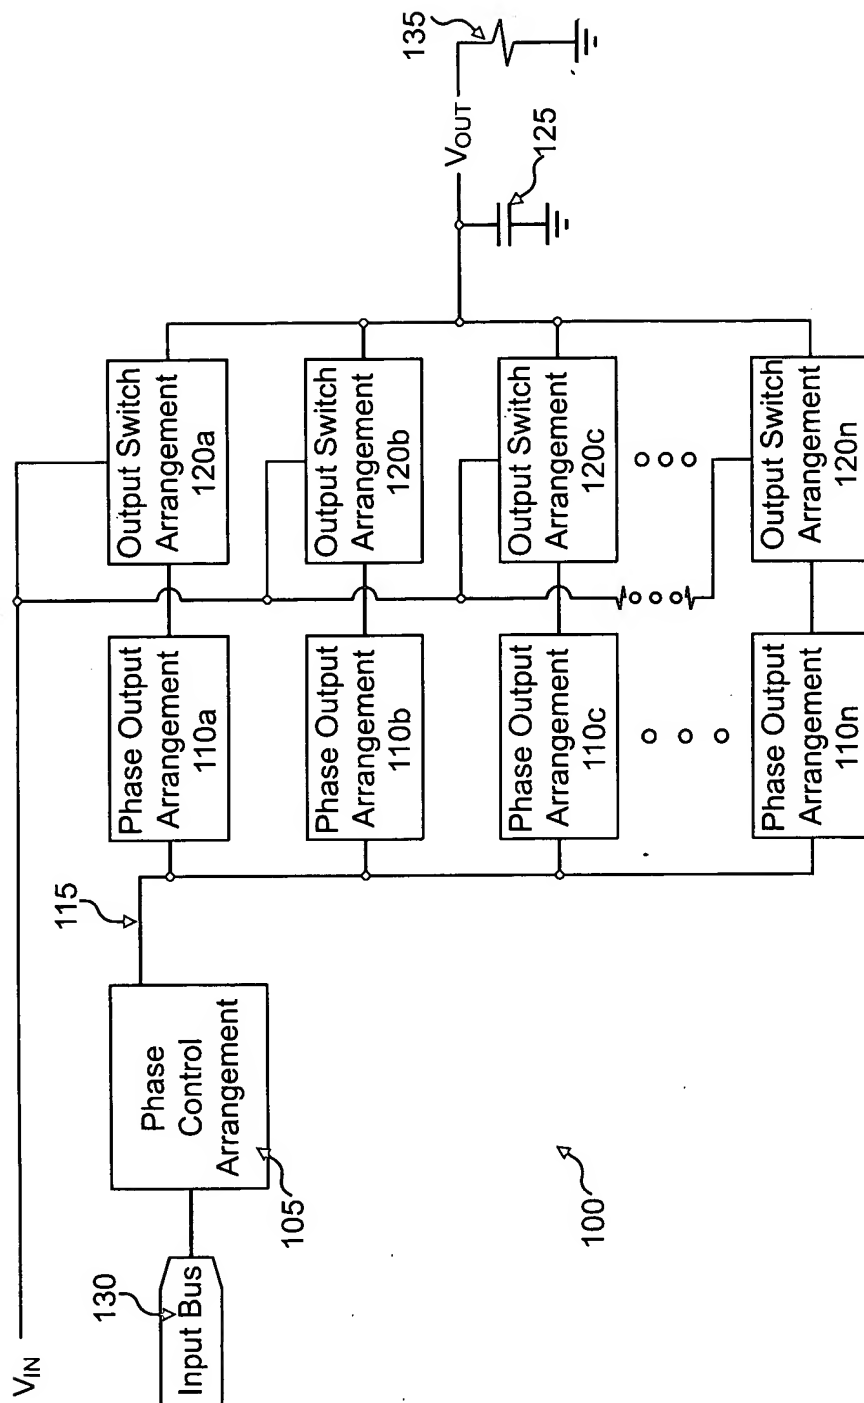 V_IN
Input Bus
130
Phase
Control
Arrangement
105
115
Phase Output
Arrangement
110a
Output Switch
Arrangement
120a
Phase Output
Arrangement
110b
Output Switch
Arrangement
120b
Phase Output
Arrangement
110c
Output Switch
Arrangement
120c
Phase Output
Arrangement
110n
Output Switch
Arrangement
120n
V_OUT
125
135
100